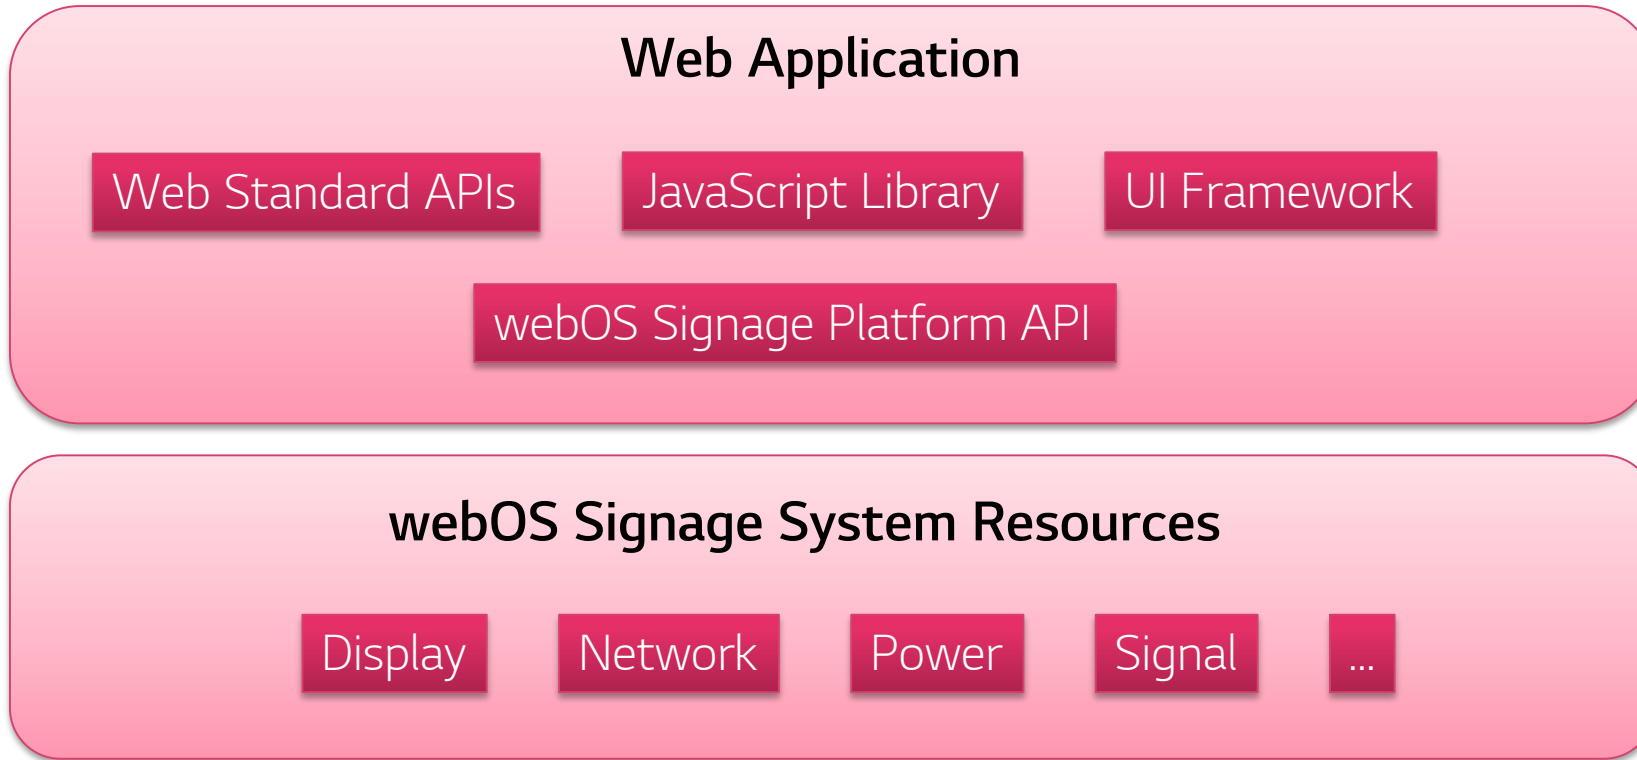 Web Application
Web Standard APIs
JavaScript Library
UI Framework
webOS Signage Platform API
webOS Signage System Resources
Display
Network
Power
Signal
...